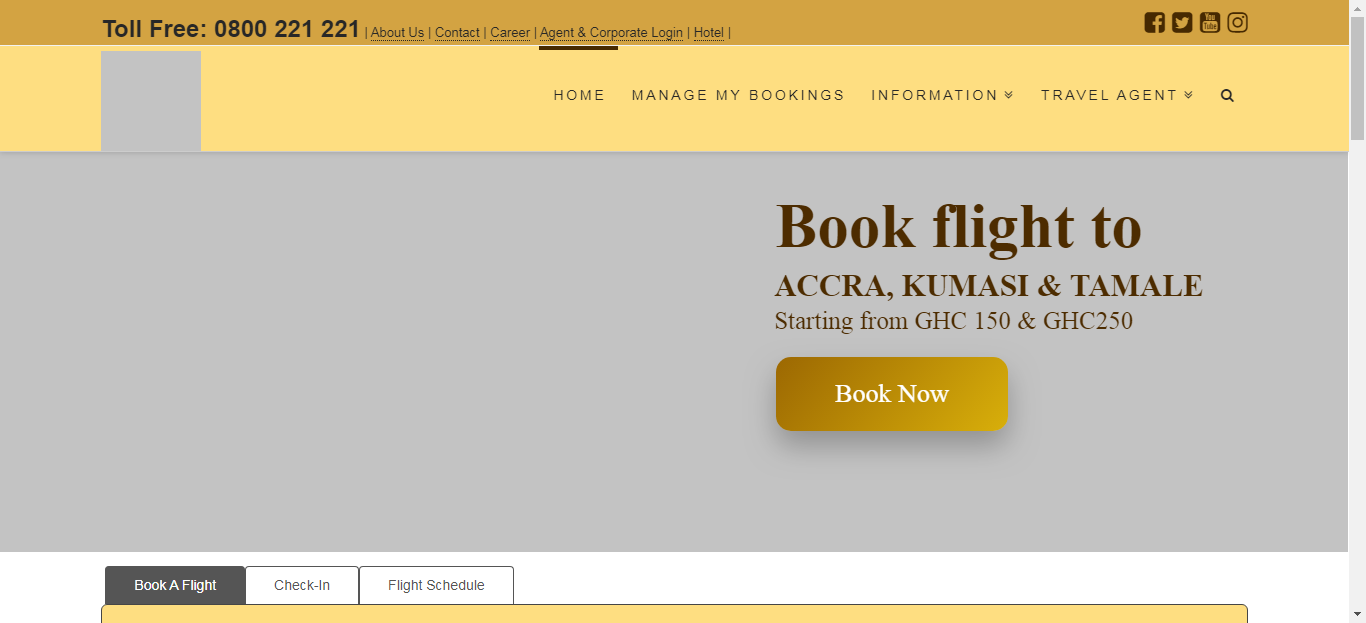 Toll Free: 0800 221 221 | About Us | Contact | Career | Agent & Corporate Login | Hotel |
HOME MANAGE MY BOOKINGS INFORMATION TRAVEL AGENT
Book flight to
ACCRA, KUMASI & TAMALE
Starting from GHC 150 & GHC250
Book Now
Book A Flight Check-In Flight Schedule